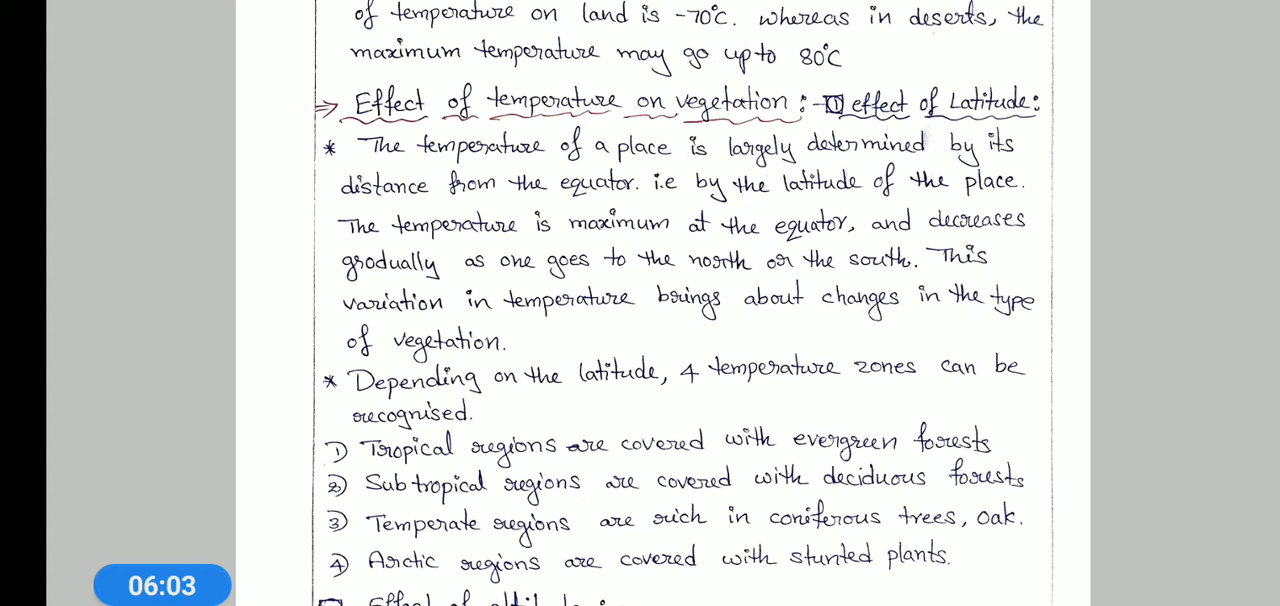 of temperature on land is -70°C. whereas in deserts, the
maximum temperature may go upto 80°C
⇒ Effect of temperature on vegetation :- 1 effect of Latitude:
* The temperature of a place is largely determined by its
distance from the equator. i.e by the latitude of the place.
The temperature is maximum at the equator, and decreases
gradually as one goes to the north or the south. This
variation in temperature brings about changes in the type
of vegetation.
* Depending on the latitude, 4 temperature zones can be
recognised.
1) Tropical regions are covered with evergreen forests
2) Subtropical regions are covered with deciduous forests
3) Temperate regions are rich in coniferous trees, oak.
4) Arctic regions are covered with stunted plants.
Effect of
06:03